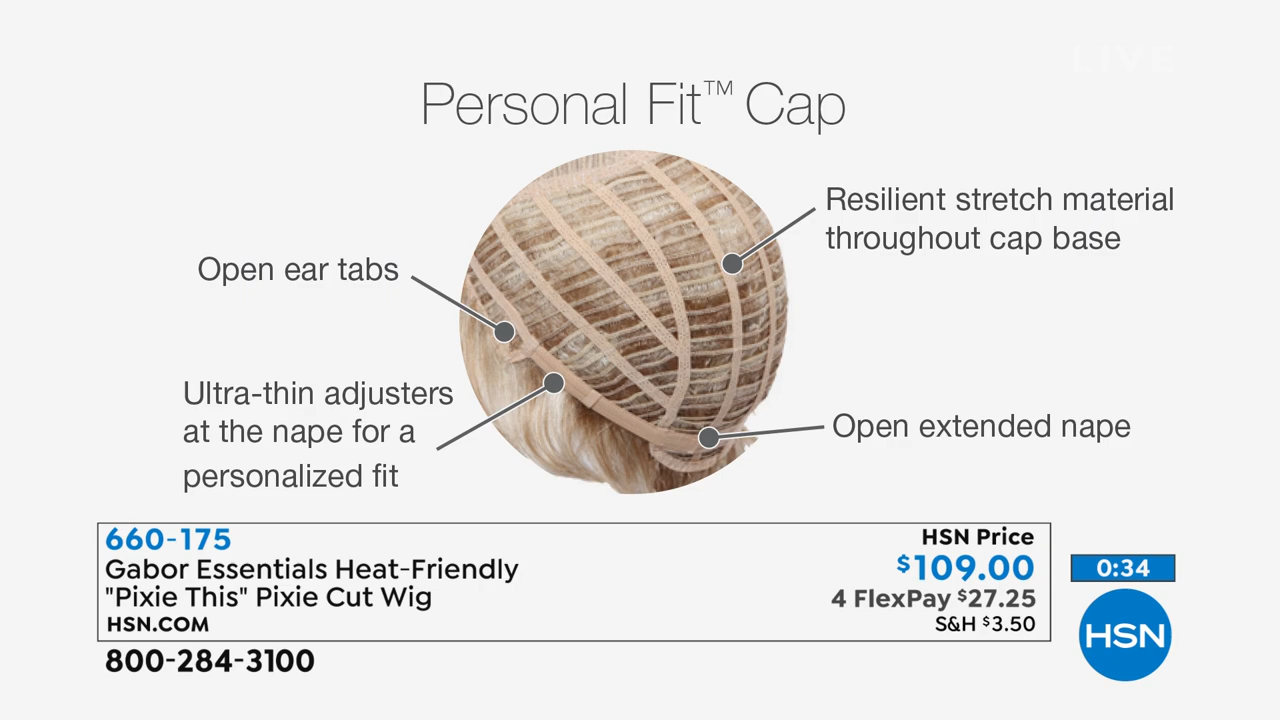 LIVE
Personal Fit™ Cap
Resilient stretch material
throughout cap base
Open ear tabs
Ultra-thin adjusters
at the nape for a
personalized fit
Open extended nape
660-175
Gabor Essentials Heat-Friendly
"Pixie This" Pixie Cut Wig
HSN.COM
HSN Price
$109.00
4 FlexPay $27.25
S&H $3.50
0:34
HSN
800-284-3100